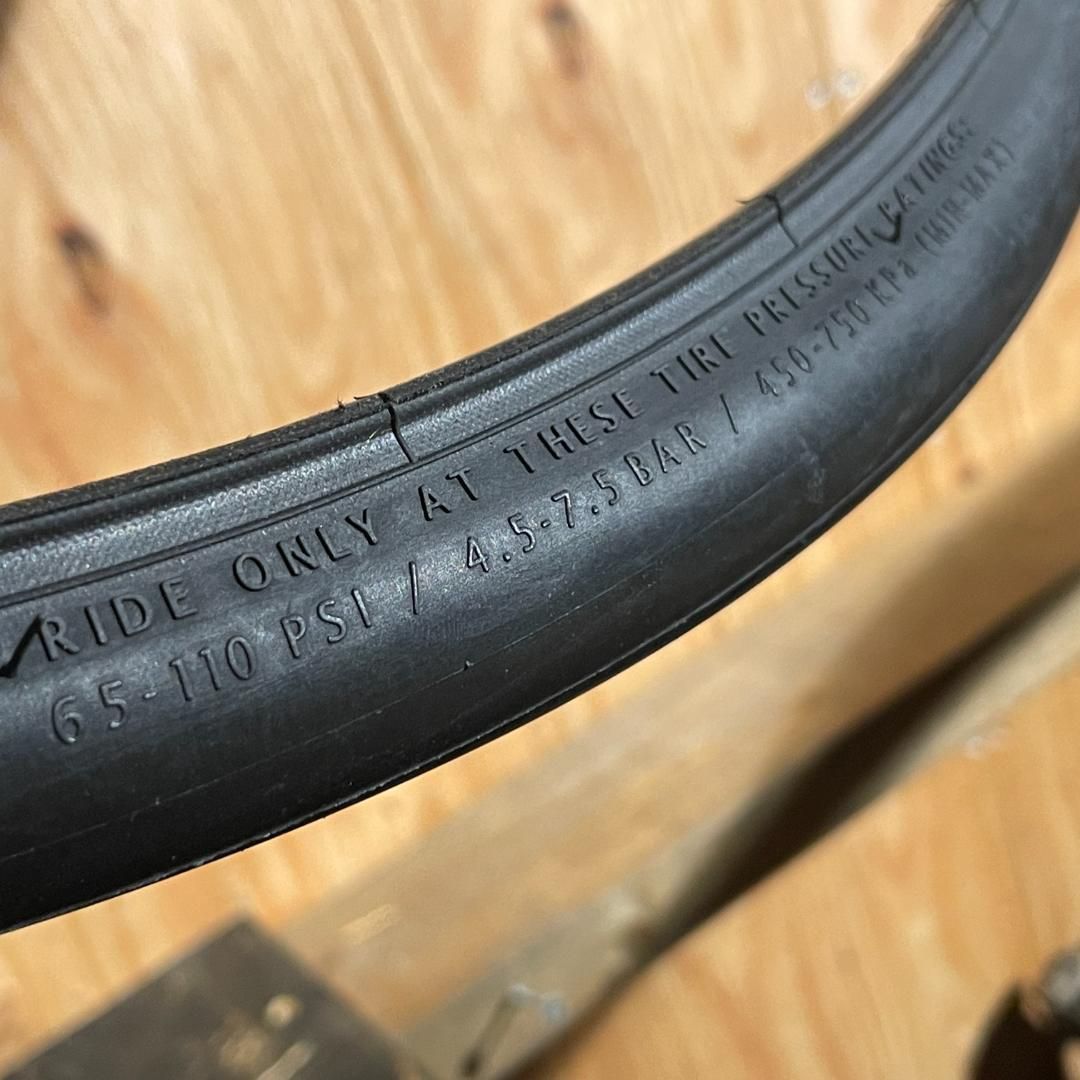 RIDE ONLY AT THESE TIRE PRESSURE RATINGS:
65-110 PSI / 4.5-7.5 BAR / 450-750 KPa (MIN-MAX)